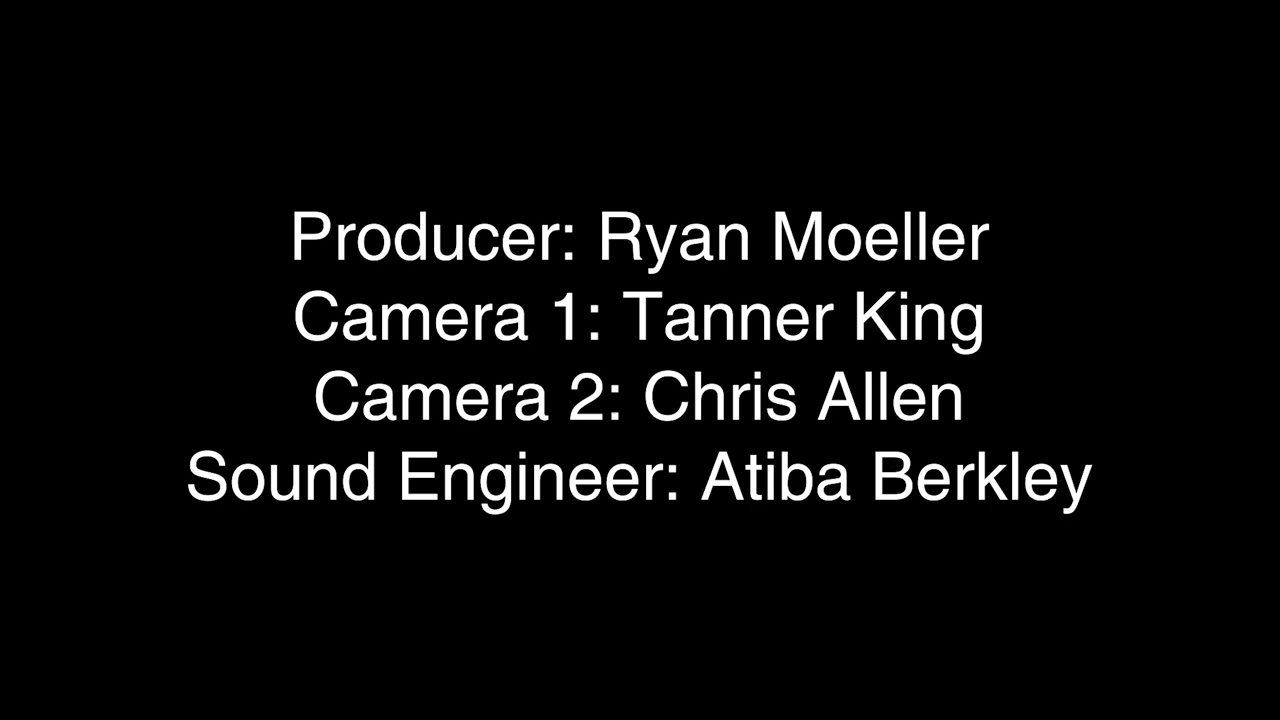 Producer: Ryan Moeller
Camera 1: Tanner King
Camera 2: Chris Allen
Sound Engineer: Atiba Berkley